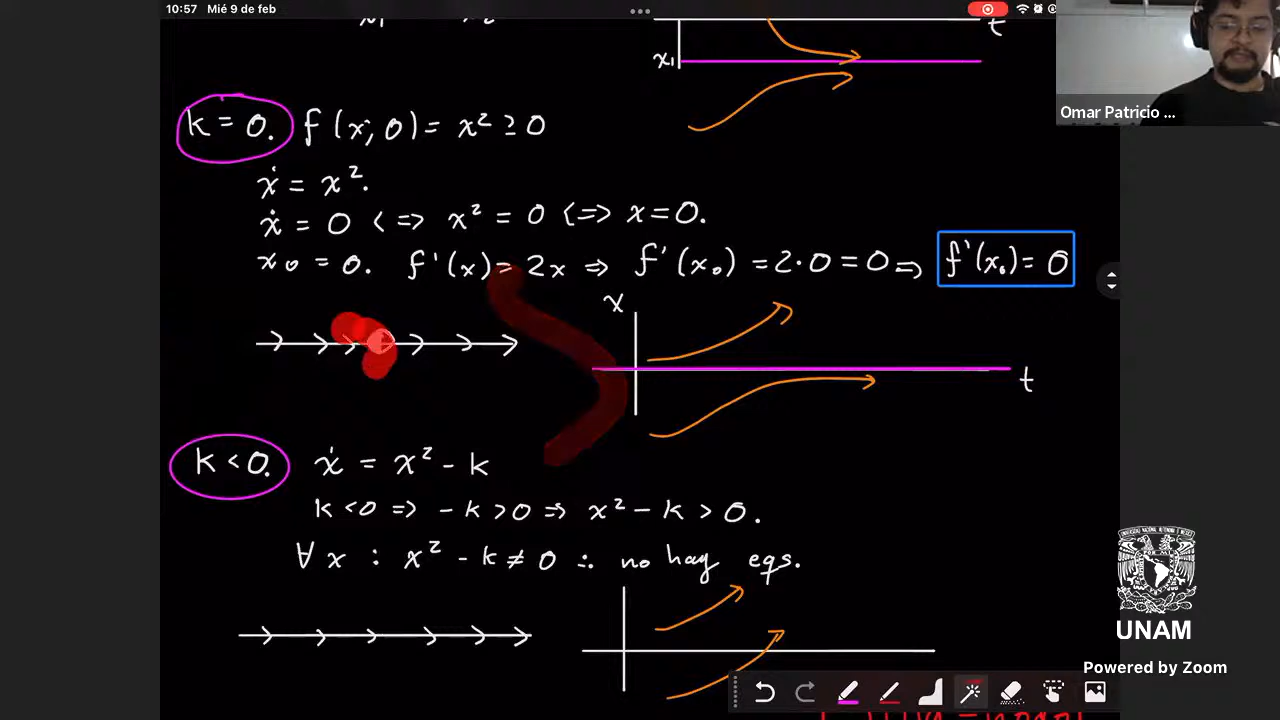 10:57 Mié 9 de feb
x₁ x₂
t
x₁
Omar Patricio ...
k = 0. f(x; 0) = x² ≥ 0
ẋ = x².
ẋ = 0 <=> x² = 0 <=> x = 0.
x₀ = 0. f'(x) = 2x => f'(x₀) = 2·0 = 0 => f'(x₀) = 0
x
t
k < 0. ẋ = x² - k
k < 0 => -k > 0 => x² - k > 0.
∀ x : x² - k ≠ 0 ∴ no hay eqs.
UNAM
Powered by Zoom